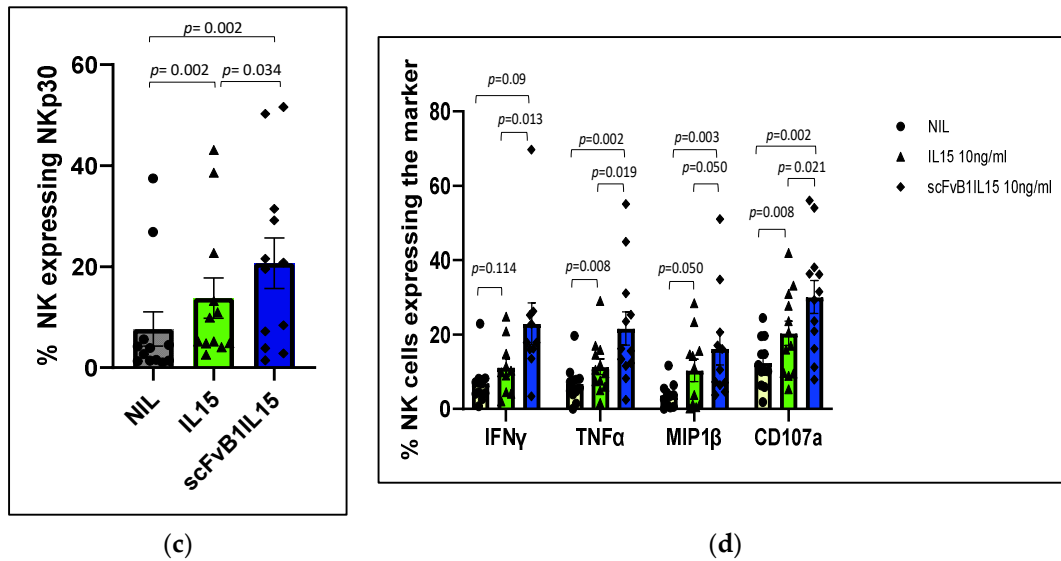 p= 0.002
p= 0.002
p= 0.034
60
40
20
0
% NK expressing NKp30
NIL
IL15
scFvB1IL15
(c)
% NK cells expressing the marker
80
60
40
20
0
p=0.09
p=0.013
p=0.114
p=0.002
p=0.019
p=0.008
p=0.003
p=0.050
p=0.050
p=0.002
p=0.021
p=0.008
IFNγ
TNFα
MIP1β
CD107a
NIL
IL15 10ng/ml
scFvB1IL15 10ng/ml
(d)